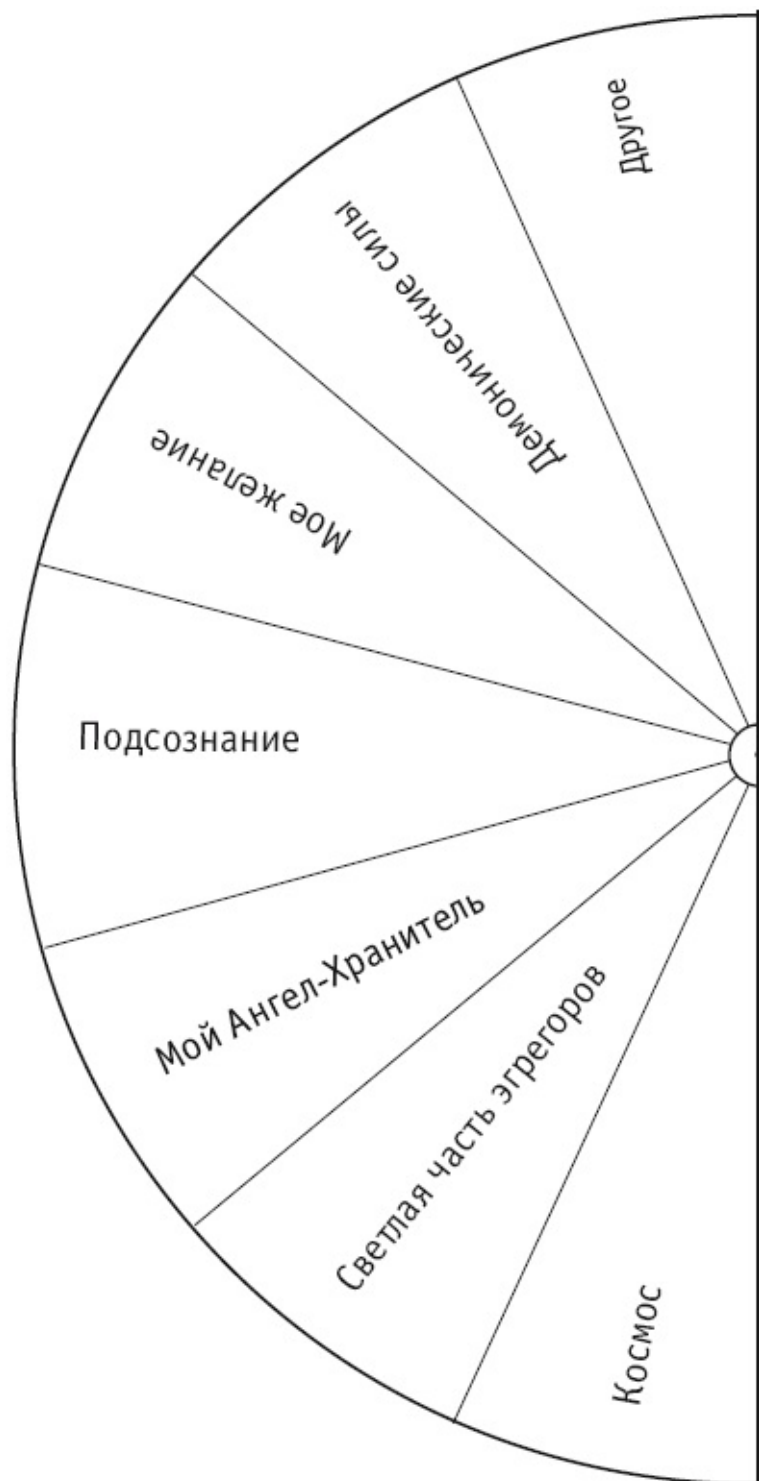 Другое
Демонические силы
Мое желание
Подсознание
Мой Ангел-Хранитель
Светлая часть эгрегоров
Космос